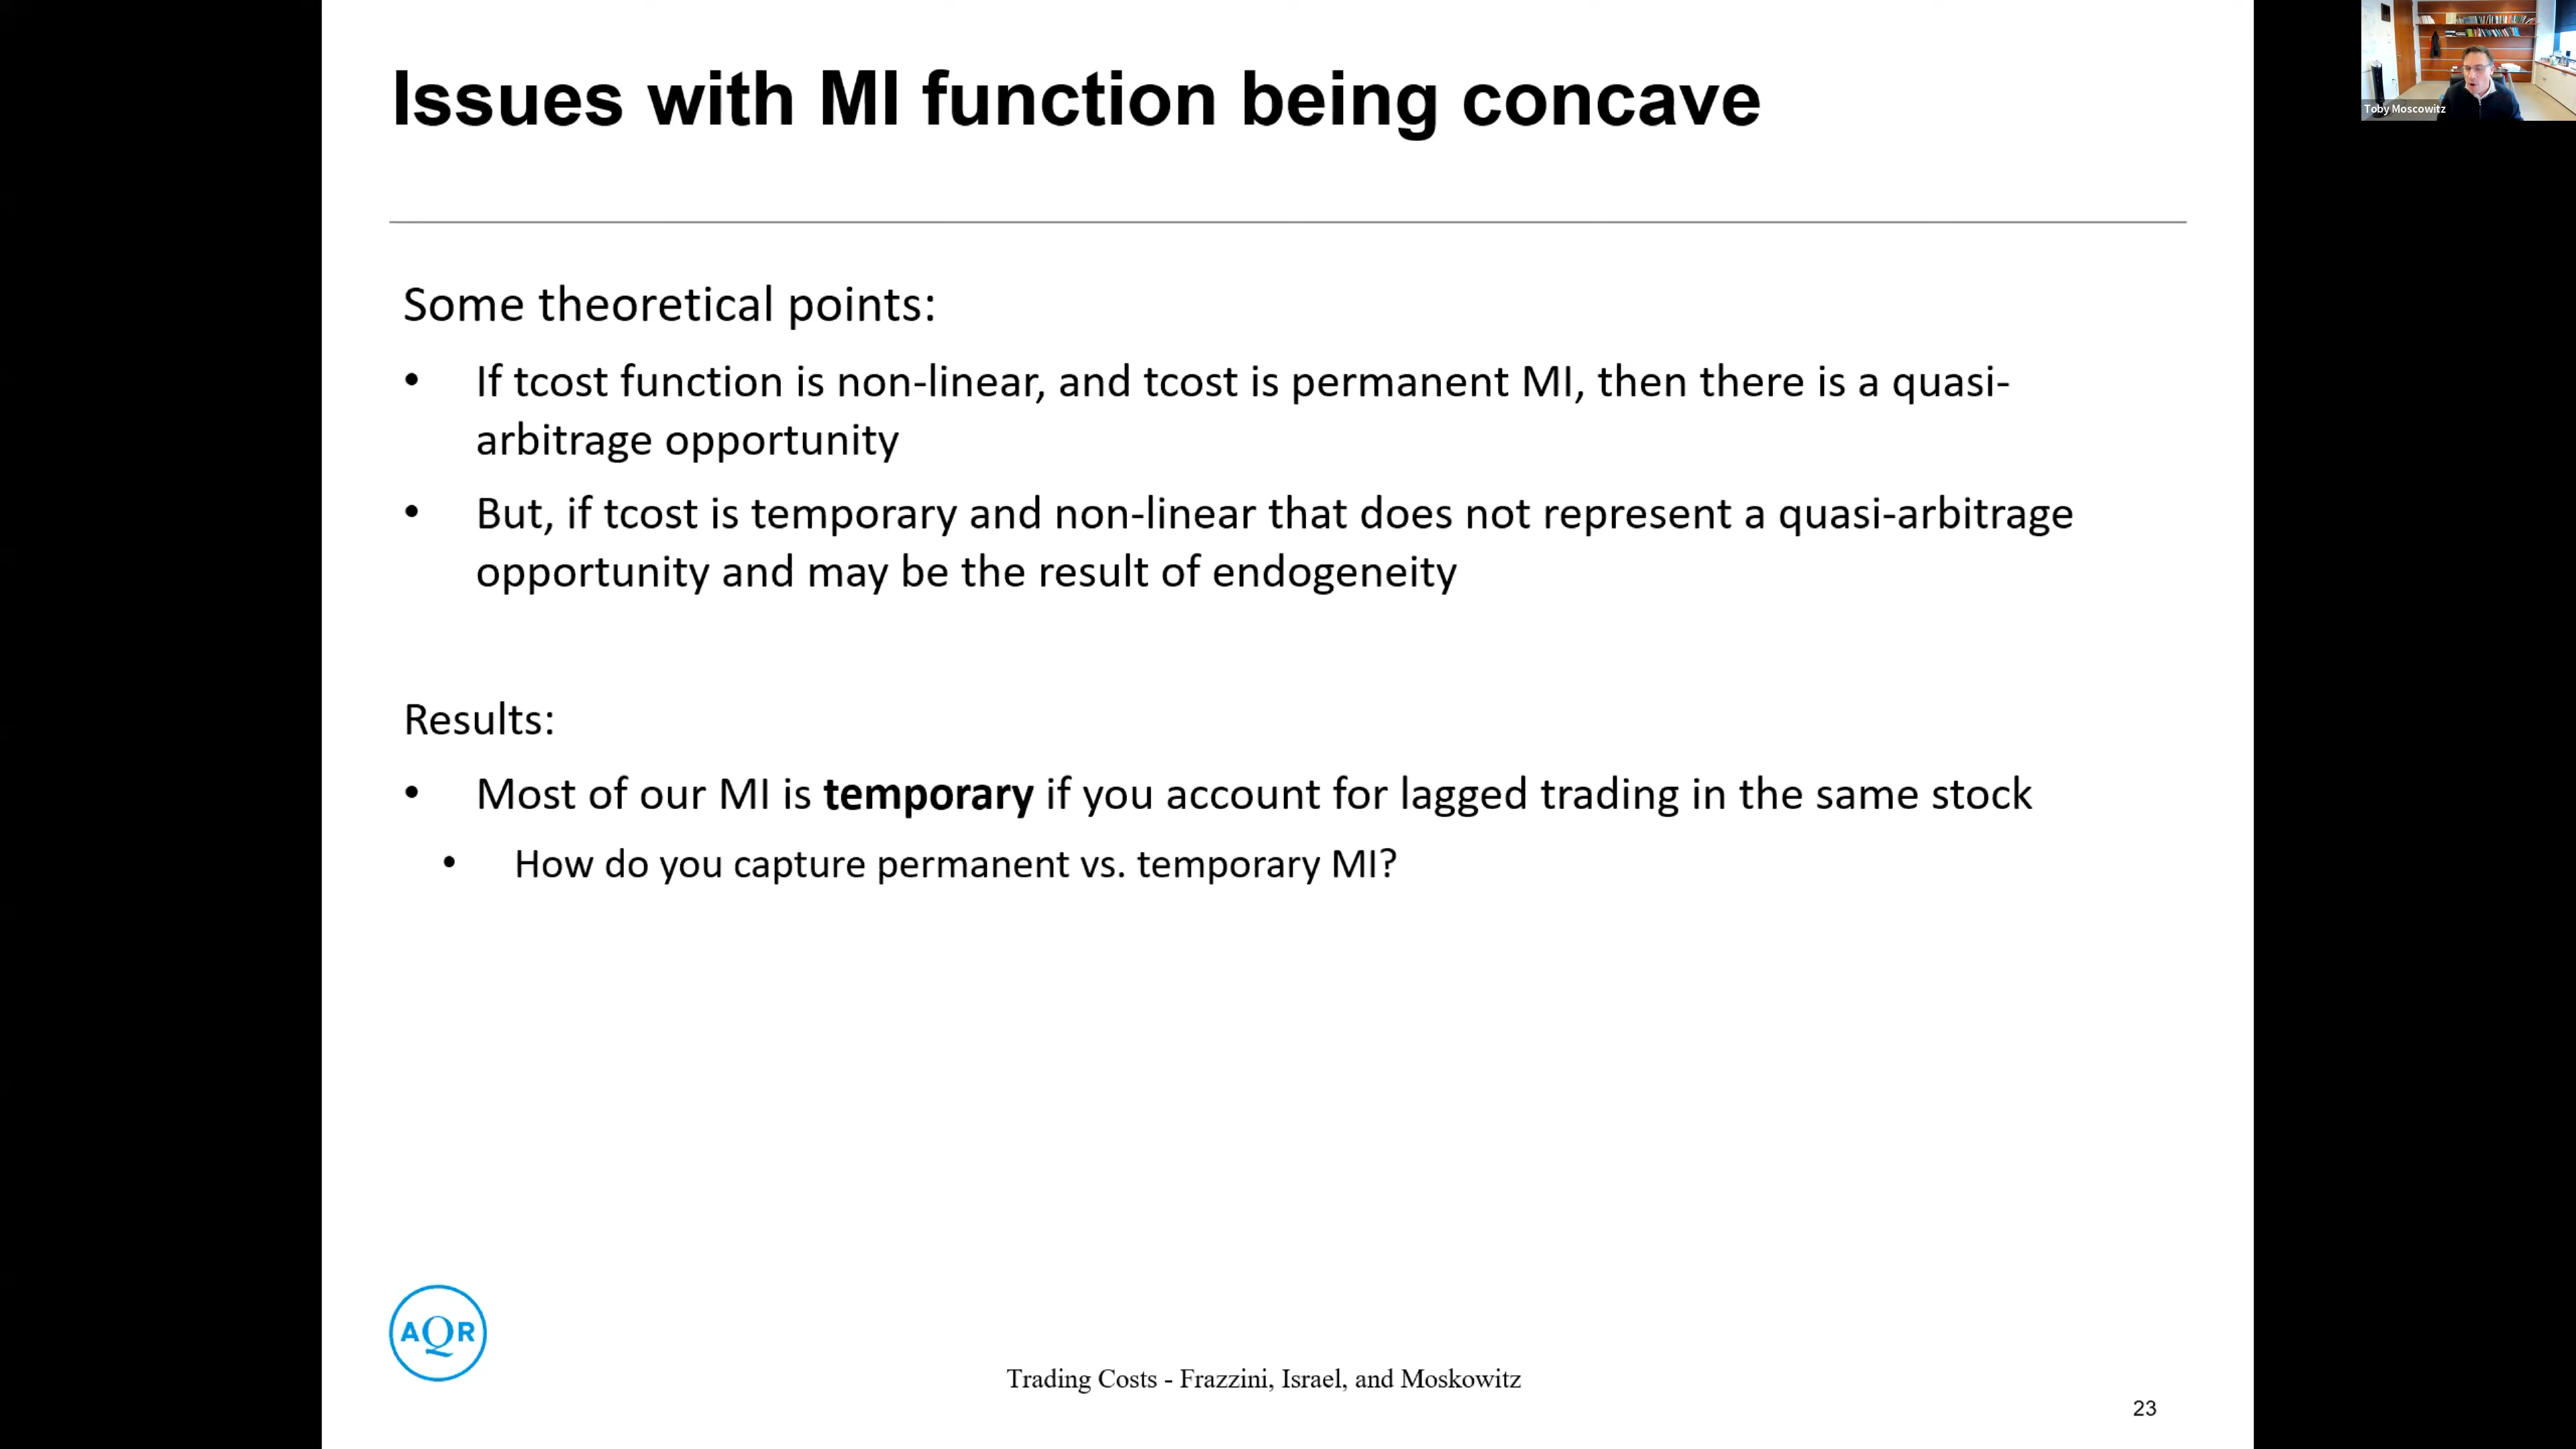 Issues with MI function being concave
Toby Moscowitz
Some theoretical points:
• If tcost function is non-linear, and tcost is permanent MI, then there is a quasi-
arbitrage opportunity
• But, if tcost is temporary and non-linear that does not represent a quasi-arbitrage
opportunity and may be the result of endogeneity
Results:
• Most of our MI is temporary if you account for lagged trading in the same stock
• How do you capture permanent vs. temporary MI?
AQR
Trading Costs - Frazzini, Israel, and Moskowitz
23